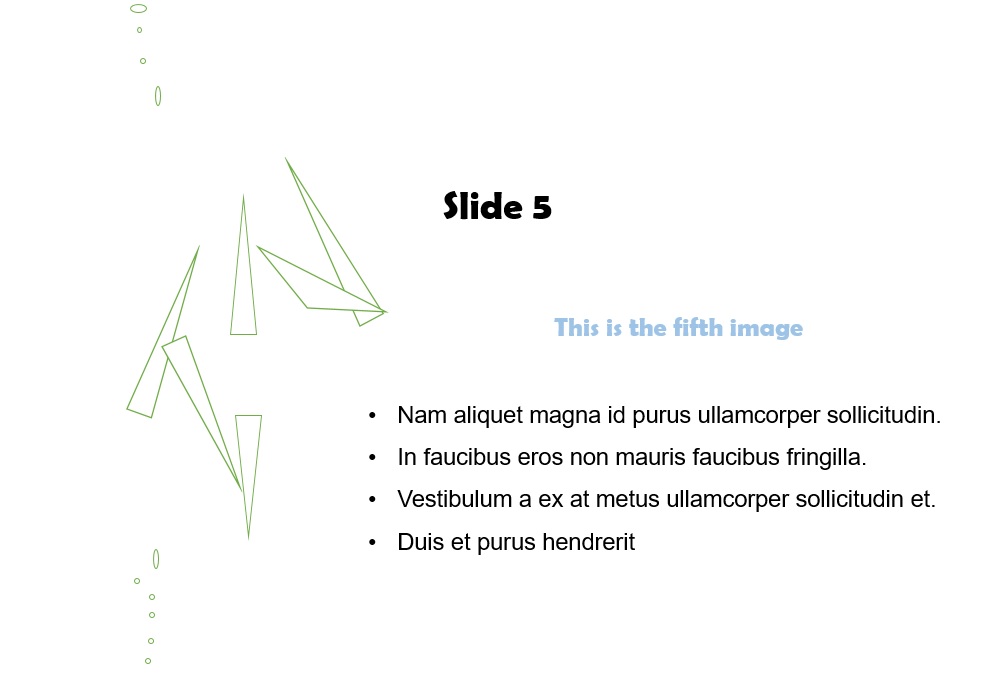 Slide 5
This is the fifth image
• Nam aliquet magna id purus ullamcorper sollicitudin.
• In faucibus eros non mauris faucibus fringilla.
• Vestibulum a ex at metus ullamcorper sollicitudin et.
• Duis et purus hendrerit